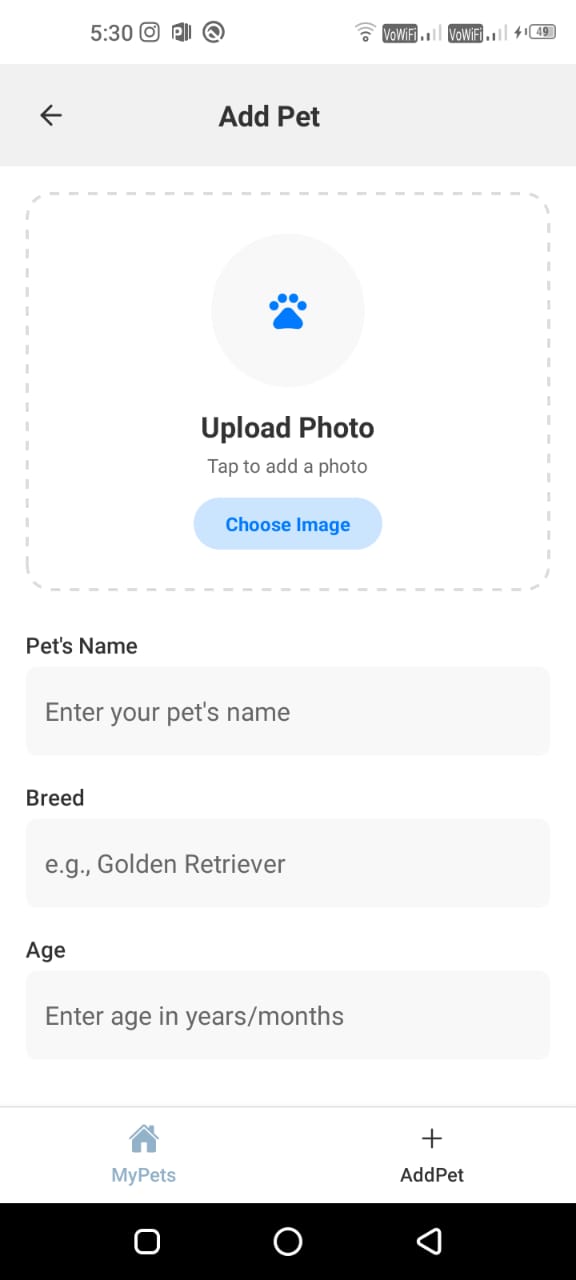 5:30 VoWiFi VoWiFi 49
Add Pet
Upload Photo
Tap to add a photo
Choose Image
Pet's Name
Enter your pet's name
Breed
e.g., Golden Retriever
Age
Enter age in years/months
MyPets AddPet